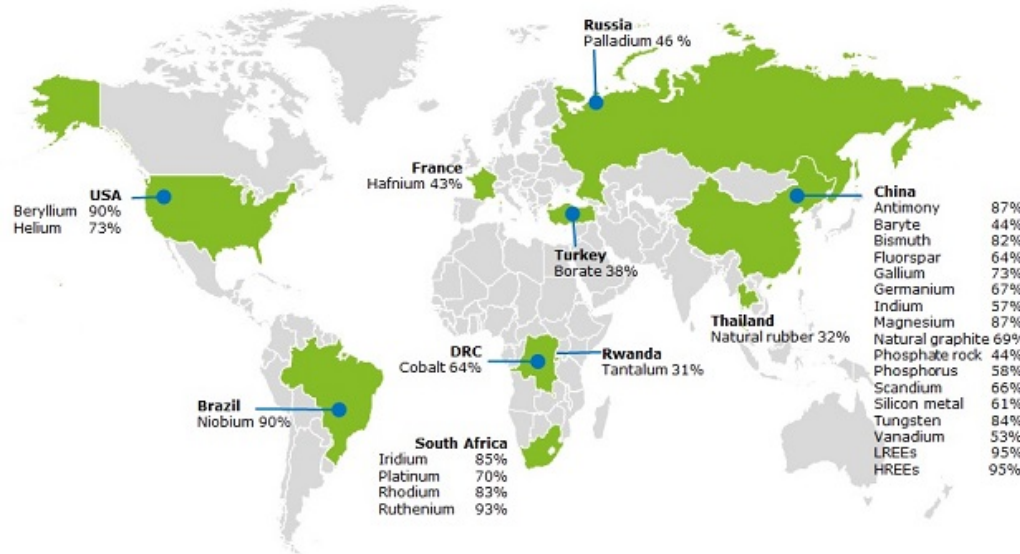 Russia
Palladium 46 %
France
Hafnium 43%
USA
Beryllium 90%
Helium 73%
China
Antimony 87%
Baryte 44%
Bismuth 82%
Fluorspar 64%
Gallium 73%
Germanium 67%
Indium 57%
Magnesium 87%
Natural graphite 69%
Phosphate rock 44%
Phosphorus 58%
Scandium 66%
Silicon metal 61%
Tungsten 84%
Vanadium 53%
LREEs 95%
HREEs 95%
Turkey
Borate 38%
Thailand
Natural rubber 32%
DRC
Cobalt 64%
Rwanda
Tantalum 31%
Brazil
Niobium 90%
South Africa
Iridium 85%
Platinum 70%
Rhodium 83%
Ruthenium 93%